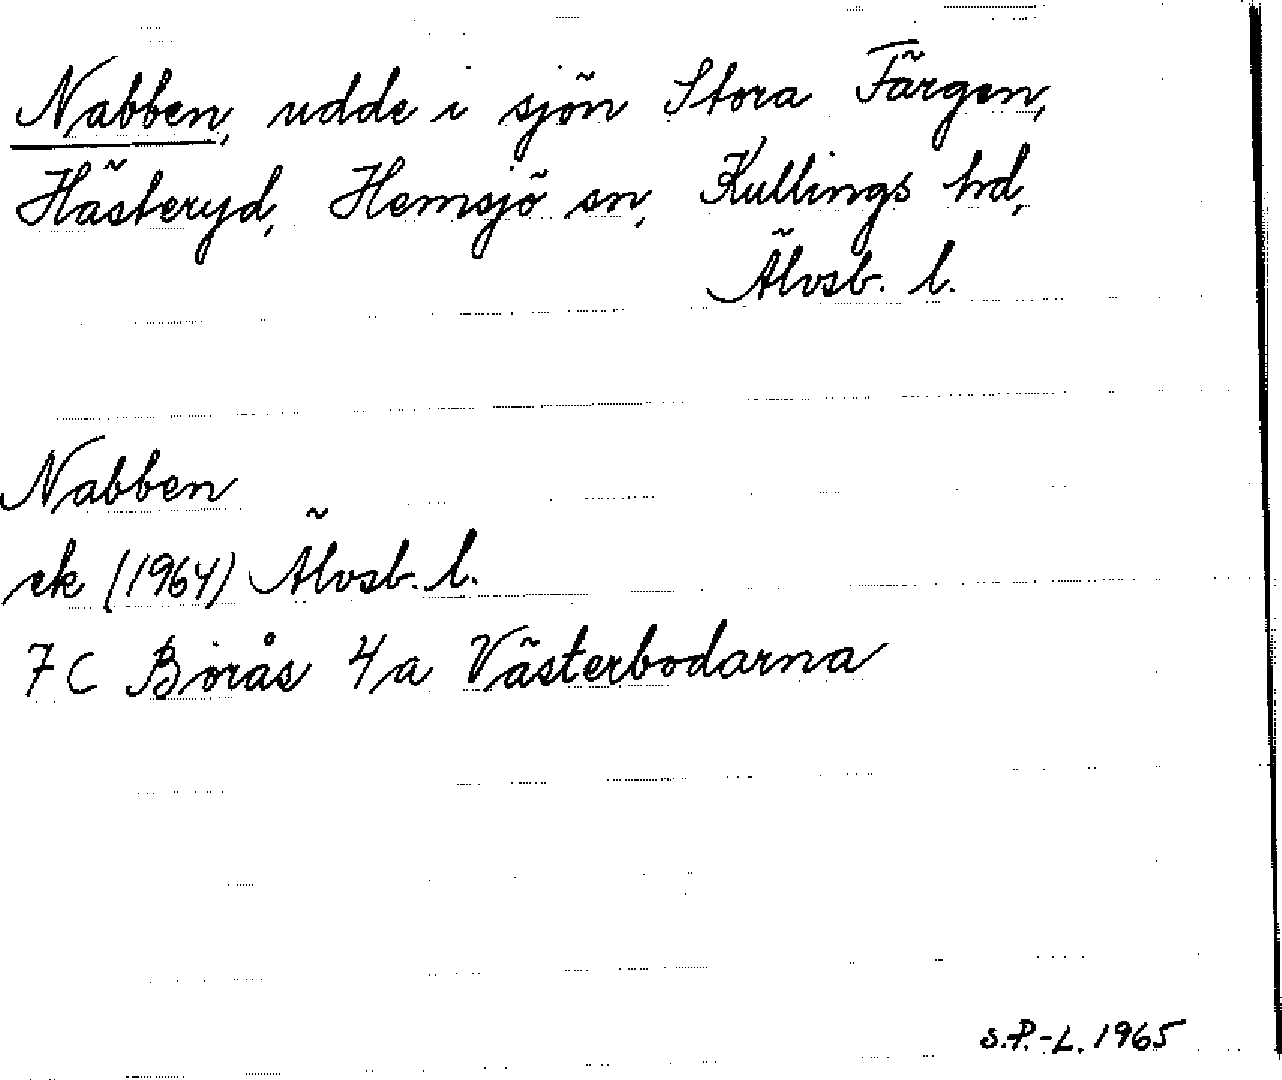 Nabben, udde i sjön Stora Färgen,
Hästeryd, Hemsjö sn, Kullings hd,
Älvsb. l.
Nabben
ek (1964) Älvsb. l.
7 C Borås 4a Västerbodarna
S.P.-L. 1965